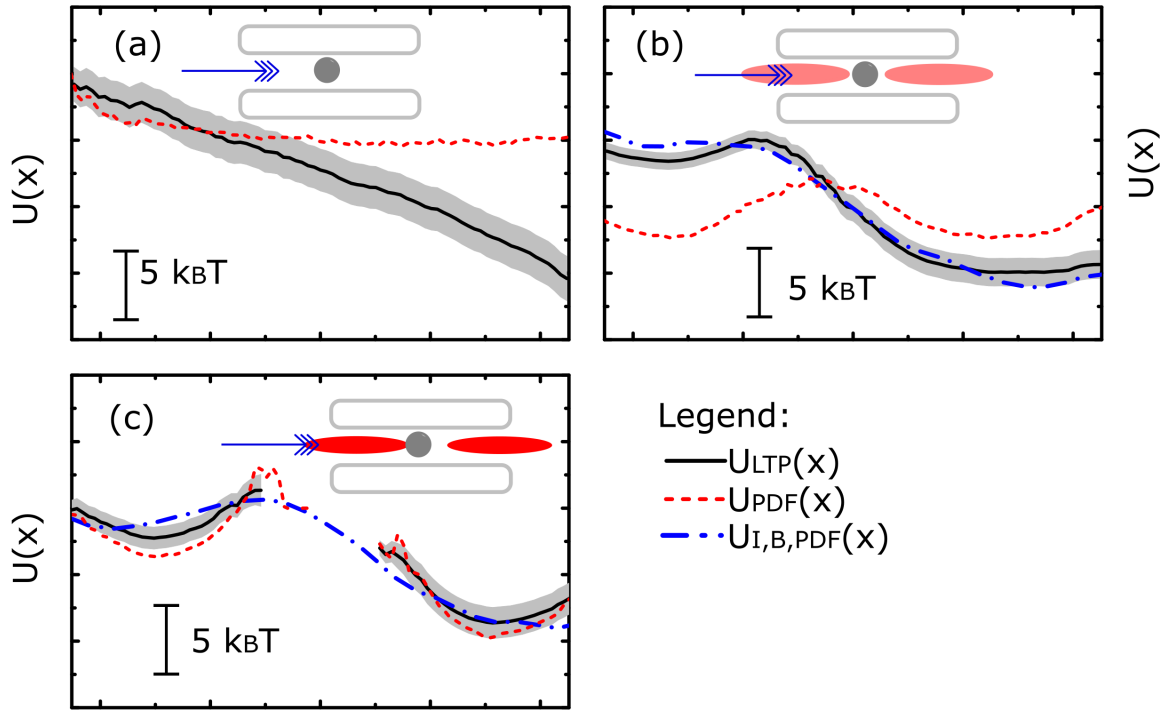 (a)
U(x)
5 kBT
(b)
U(x)
5 kBT
(c)
U(x)
5 kBT
Legend:
ULTP(x)
UPDF(x)
UI,B,PDF(x)